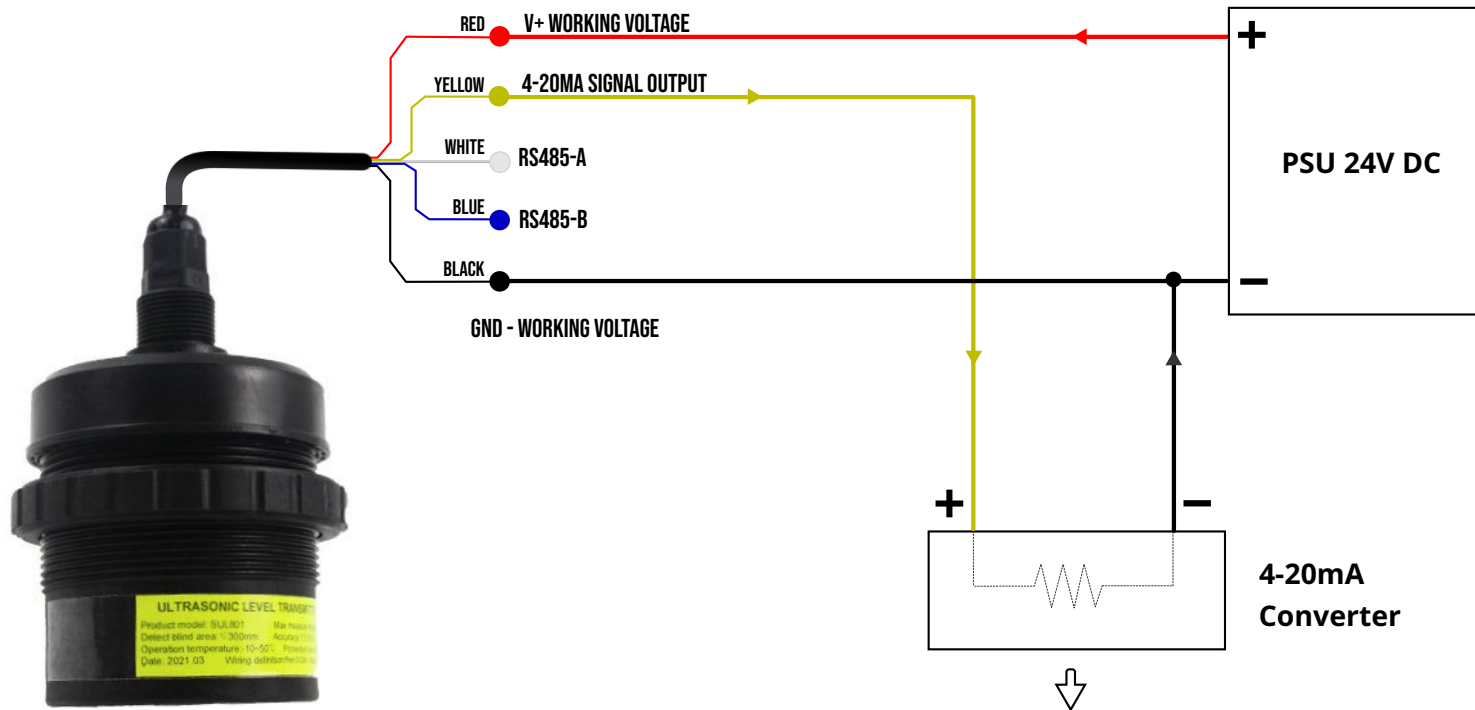 RED
V+ WORKING VOLTAGE
+
YELLOW
4-20MA SIGNAL OUTPUT
WHITE
RS485-A
PSU 24V DC
BLUE
RS485-B
BLACK
−
GND - WORKING VOLTAGE
+ −
4-20mA
Converter
ULTRASONIC LEVEL
Product model: SUL801 Max
Detect blind area: 300mm
Operation temperature:-10~50℃
Date: 2021.03 Wiring